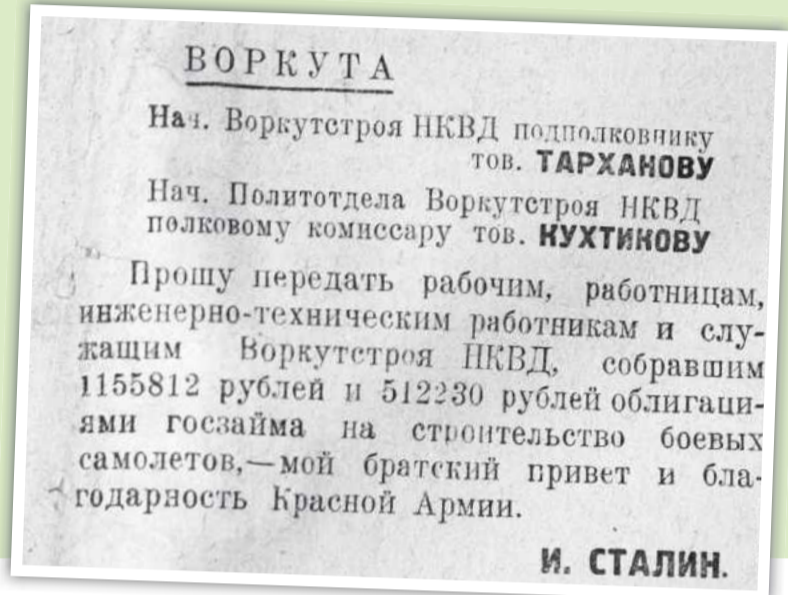 ВОРКУТА
Нач. Воркутстроя НКВД подполковнику
тов. ТАРХАНОВУ
Нач. Политотдела Воркутстроя НКВД
полковому комиссару тов. КУХТИКОВУ
Прошу передать рабочим, работницам,
инженерно-техническим работникам и слу-
жащим Воркутстроя НКВД, собравшим
1155812 рублей и 512230 рублей облигаци-
ями госзайма на строительство боевых
самолетов,—мой братский привет и бла-
годарность Красной Армии.
И. СТАЛИН.